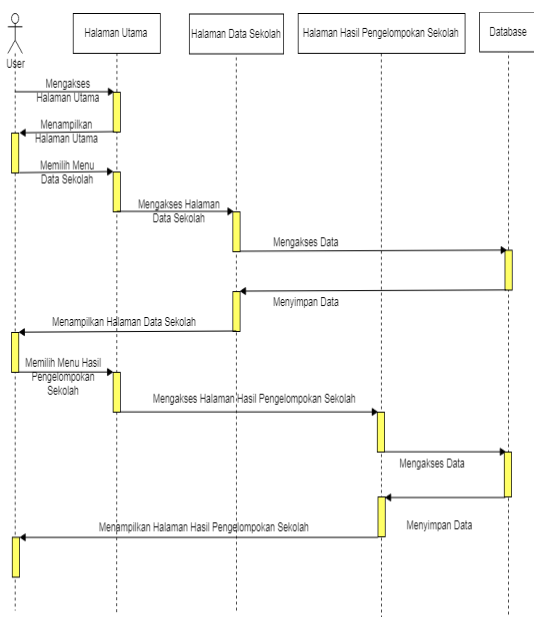 User
Halaman Utama
Halaman Data Sekolah
Halaman Hasil Pengelompokan Sekolah
Database
Mengakses
Halaman Utama
Menampilkan
Halaman Utama
Memilih Menu
Data Sekolah
Mengakses Halaman
Data Sekolah
Mengakses Data
Menyimpan Data
Menampilkan Halaman Data Sekolah
Memilih Menu Hasil
Pengelompokan
Sekolah
Mengakses Halaman Hasil Pengelompokan Sekolah
Mengakses Data
Menyimpan Data
Menampilkan Halaman Hasil Pengelompokan Sekolah